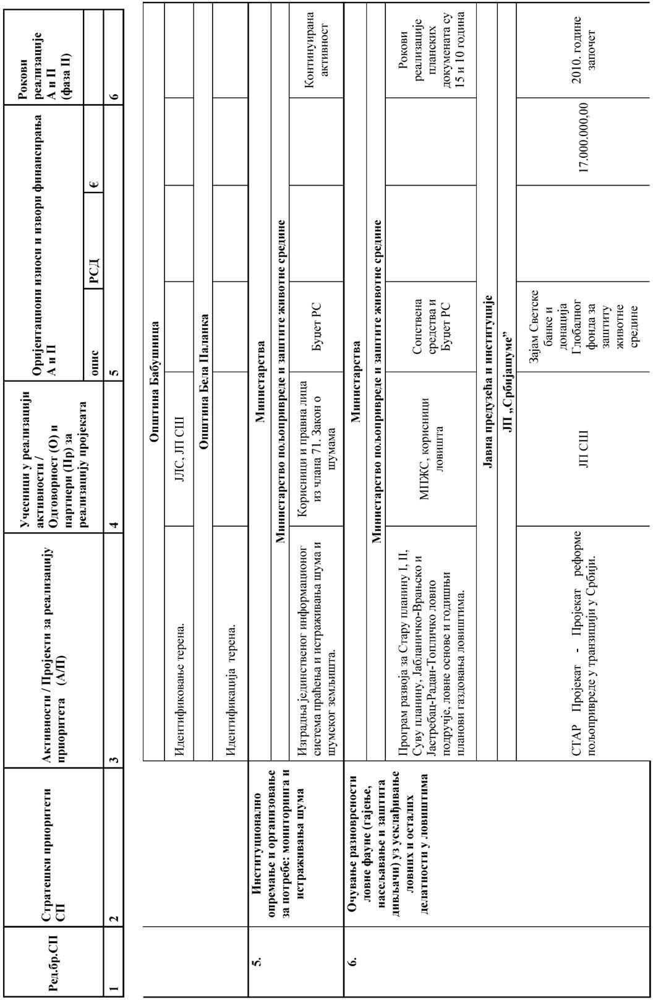 Ред.бр.СП
Стратешки приоритети
СП
Активности / Пројекти за реализацију
приоритета (А/П)
Учесници у реализацији
активности /
Одговорност (О) и
партнери (Пр) за
реализацију пројеката
Оријентациони износи и извори финансирања
А и П
опис
РСД
€
Рокови
реализације
А и П
(фаза II)
1
2
3
4
5
6
Општина Бабушница
Идентификовање терена.
ЈЛС, ЈП СШ
Општина Бела Паланка
Идентификација терена.
5.
Институционално
опремање и организовање
за потребе: мониторинга и
истраживања шума
Министарства
Министарство пољопривреде и заштите животне средине
Изградња јединственог информационог
система праћења и истраживања шума и
шумског земљишта.
Корисници и правна лица
из члана 71. Закон о
шумама
Буџет РС
Континуирана
активност
6.
Очување разноврсности
ловне фауне (гајење,
насељавање и заштита
дивљачи) уз усклађивање
ловних и осталих
делатности у ловиштима
Министарства
Министарство пољопривреде и заштите животне средине
Програм развоја за Стару планину I, II,
Суву планину, Јабланичко-Врањско и
Јастребац-Радан-Топличко ловно
подручје, ловне основе и годишњи
планови газдовања ловиштима.
МПЖС, корисници
ловишта
Сопствена
средства и
Буџет РС
Рокови
реализације
планских
докумената су
15 и 10 година
Јавна предузећа и институције
ЈП „Србијашуме”
СТАР Пројекат - Пројекат реформе
пољопривреде у транзицији у Србији.
ЈП СШ
Зајам Светске
банке и
донација
Глобалног
фонда за
заштиту
животне
средине
17.000.000,00
2010. године
започет